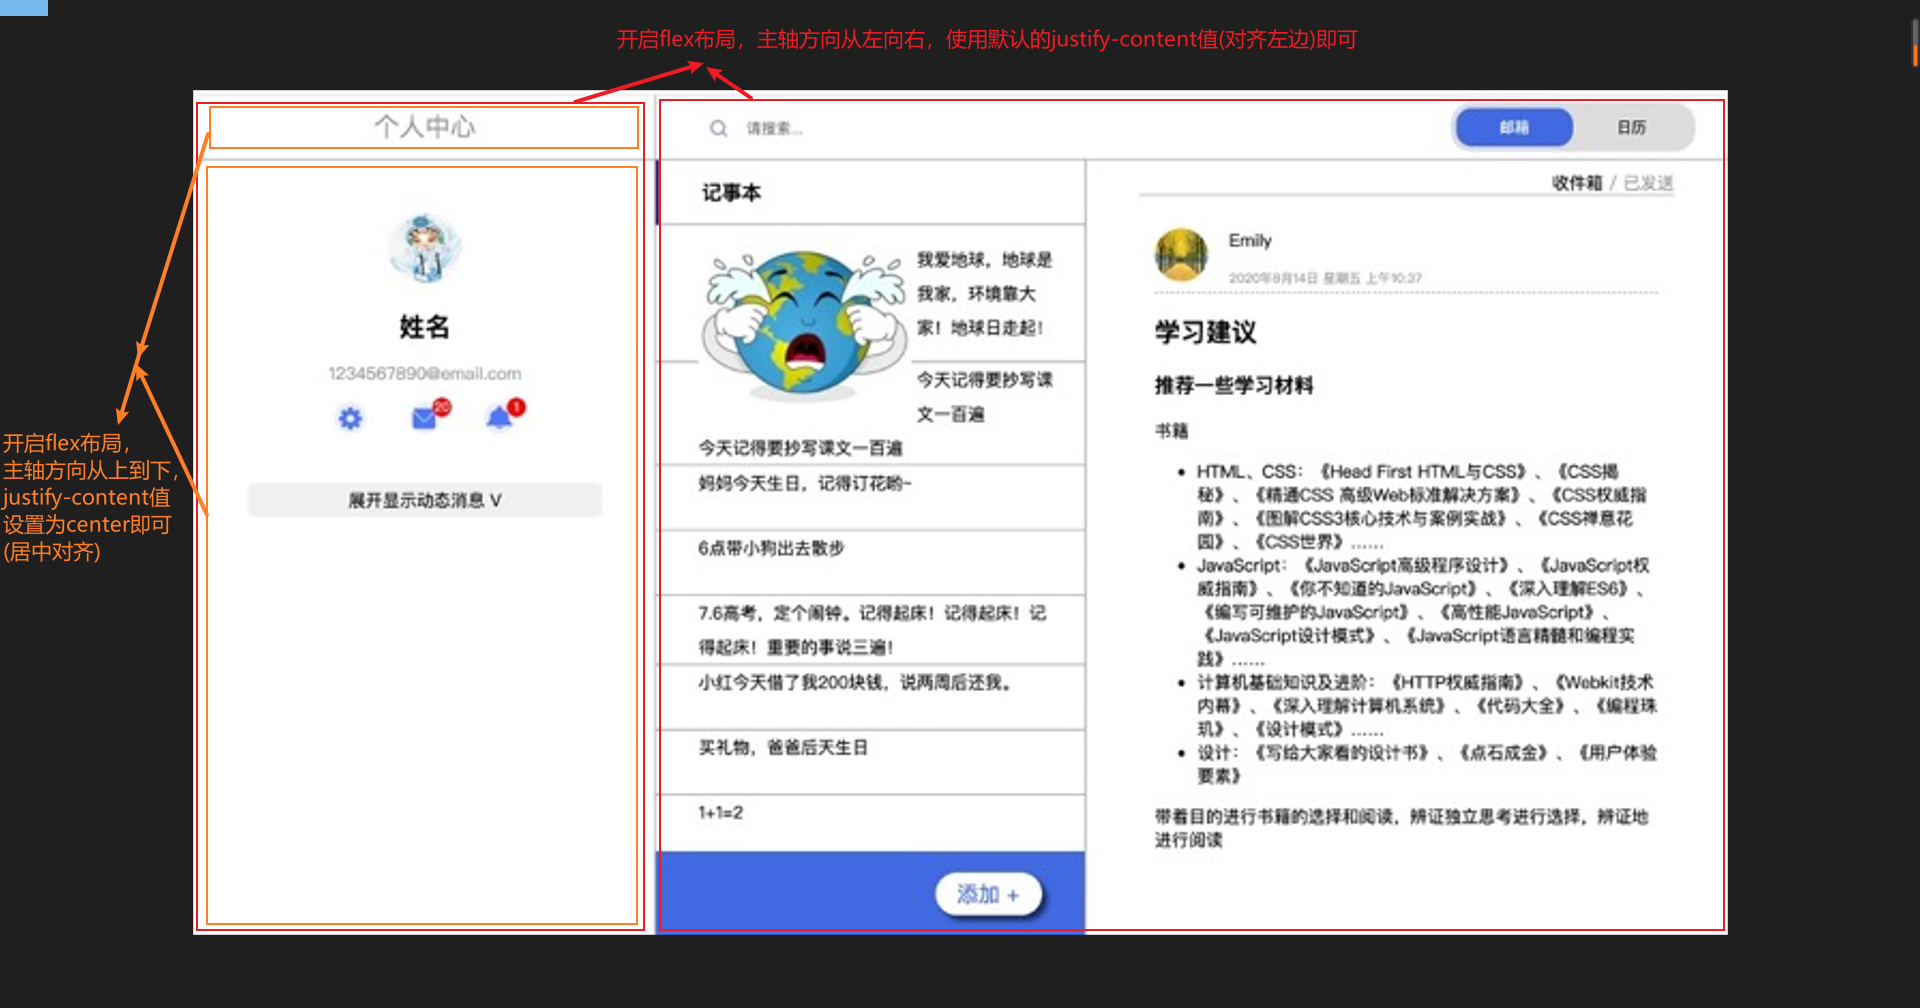 开启flex布局，主轴方向从左向右，使用默认的justify-content值(对齐左边)即可
个人中心
姓名
1234567890@email.com
20
1
展开显示动态消息 V
开启flex布局，
主轴方向从上到下，
justify-content值
设置为center即可
(居中对齐)
请搜索...
邮箱
日历
记事本
我爱地球，地球是
我家，环境靠大
家！地球日走起！
今天记得要抄写课
文一百遍
今天记得要抄写课文一百遍
妈妈今天生日，记得订花哟~
6点带小狗出去散步
7.6高考，定个闹钟。记得起床！记得起床！记
得起床！重要的事说三遍！
小红今天借了我200块钱，说两周后还我。
买礼物，爸爸后天生日
1+1=2
添加 +
收件箱 / 已发送
Emily
2020年8月14日 星期五 上午10:37
学习建议
推荐一些学习材料
书籍
HTML、CSS：《Head First HTML与CSS》、《CSS揭
秘》、《精通CSS 高级Web标准解决方案》、《CSS权威指
南》、《图解CSS3核心技术与案例实战》、《CSS禅意花
园》、《CSS世界》......
JavaScript：《JavaScript高级程序设计》、《JavaScript权
威指南》、《你不知道的JavaScript》、《深入理解ES6》、
《编写可维护的JavaScript》、《高性能JavaScript》、
《JavaScript设计模式》、《JavaScript语言精髓和编程实
践》......
计算机基础知识及进阶：《HTTP权威指南》、《Webkit技术
内幕》、《深入理解计算机系统》、《代码大全》、《编程珠
玑》、《设计模式》......
设计：《写给大家看的设计书》、《点石成金》、《用户体验
要素》
带着目的进行书籍的选择和阅读，辨证独立思考进行选择，辨证地
进行阅读